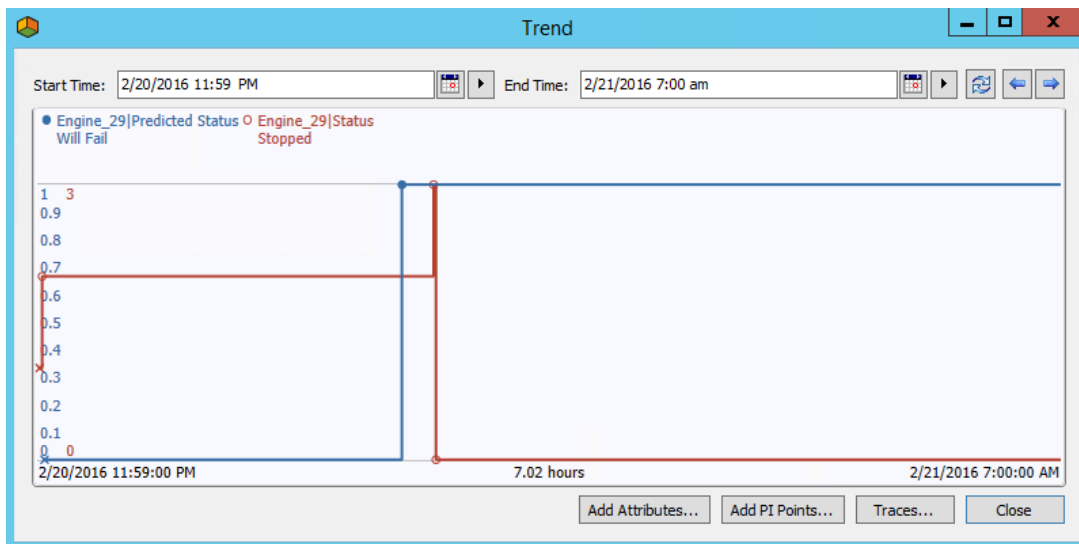 Trend
Start Time: 2/20/2016 11:59 PM End Time: 2/21/2016 7:00 am
Engine_29|Predicted Status Engine_29|Status
Will Fail Stopped
1 3
0.9
0.8
0.7
0.6
0.5
0.4
0.3
0.2
0.1
0 0
2/20/2016 11:59:00 PM 7.02 hours 2/21/2016 7:00:00 AM
Add Attributes... Add PI Points... Traces... Close